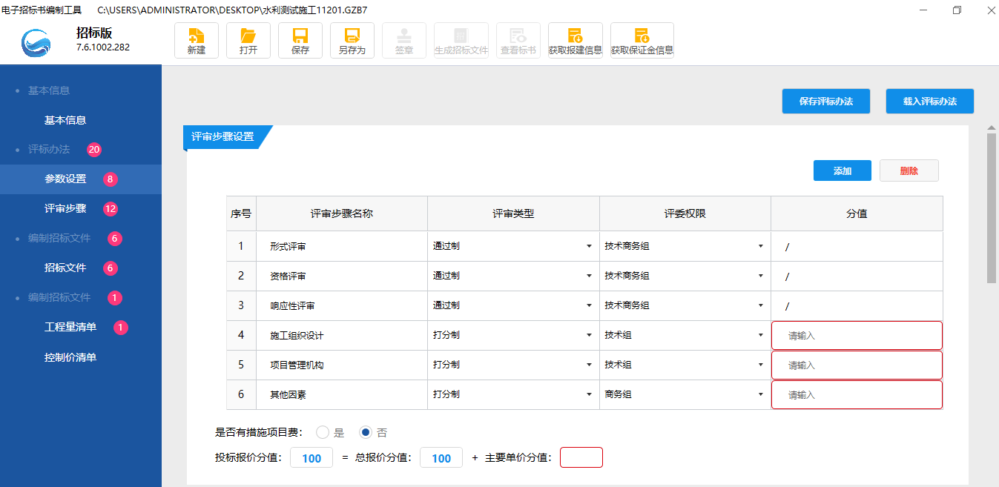 电子招标书编制工具 C:\USERS\ADMINISTRATOR\DESKTOP\水利测试施工11201.GZB7
招标版
7.6.1002.282
新建 打开 保存 另存为 签章 生成招标文件 查看标书 获取报建信息 获取保证金信息
基本信息
基本信息
评标办法 20
参数设置 8
评审步骤 12
编制招标文件 6
招标文件 6
编制招标文件 1
工程量清单 1
控制价清单
保存评标办法 载入评标办法
评审步骤设置
添加 删除
序号 评审步骤名称 评审类型 评委权限 分值
1 形式评审 通过制 技术商务组 /
2 资格评审 通过制 技术商务组 /
3 响应性评审 通过制 技术商务组 /
4 施工组织设计 打分制 技术组 请输入
5 项目管理机构 打分制 技术组 请输入
6 其他因素 打分制 商务组 请输入
是否有措施项目费： 是 否
投标报价分值： 100 = 总报价分值： 100 + 主要单价分值：